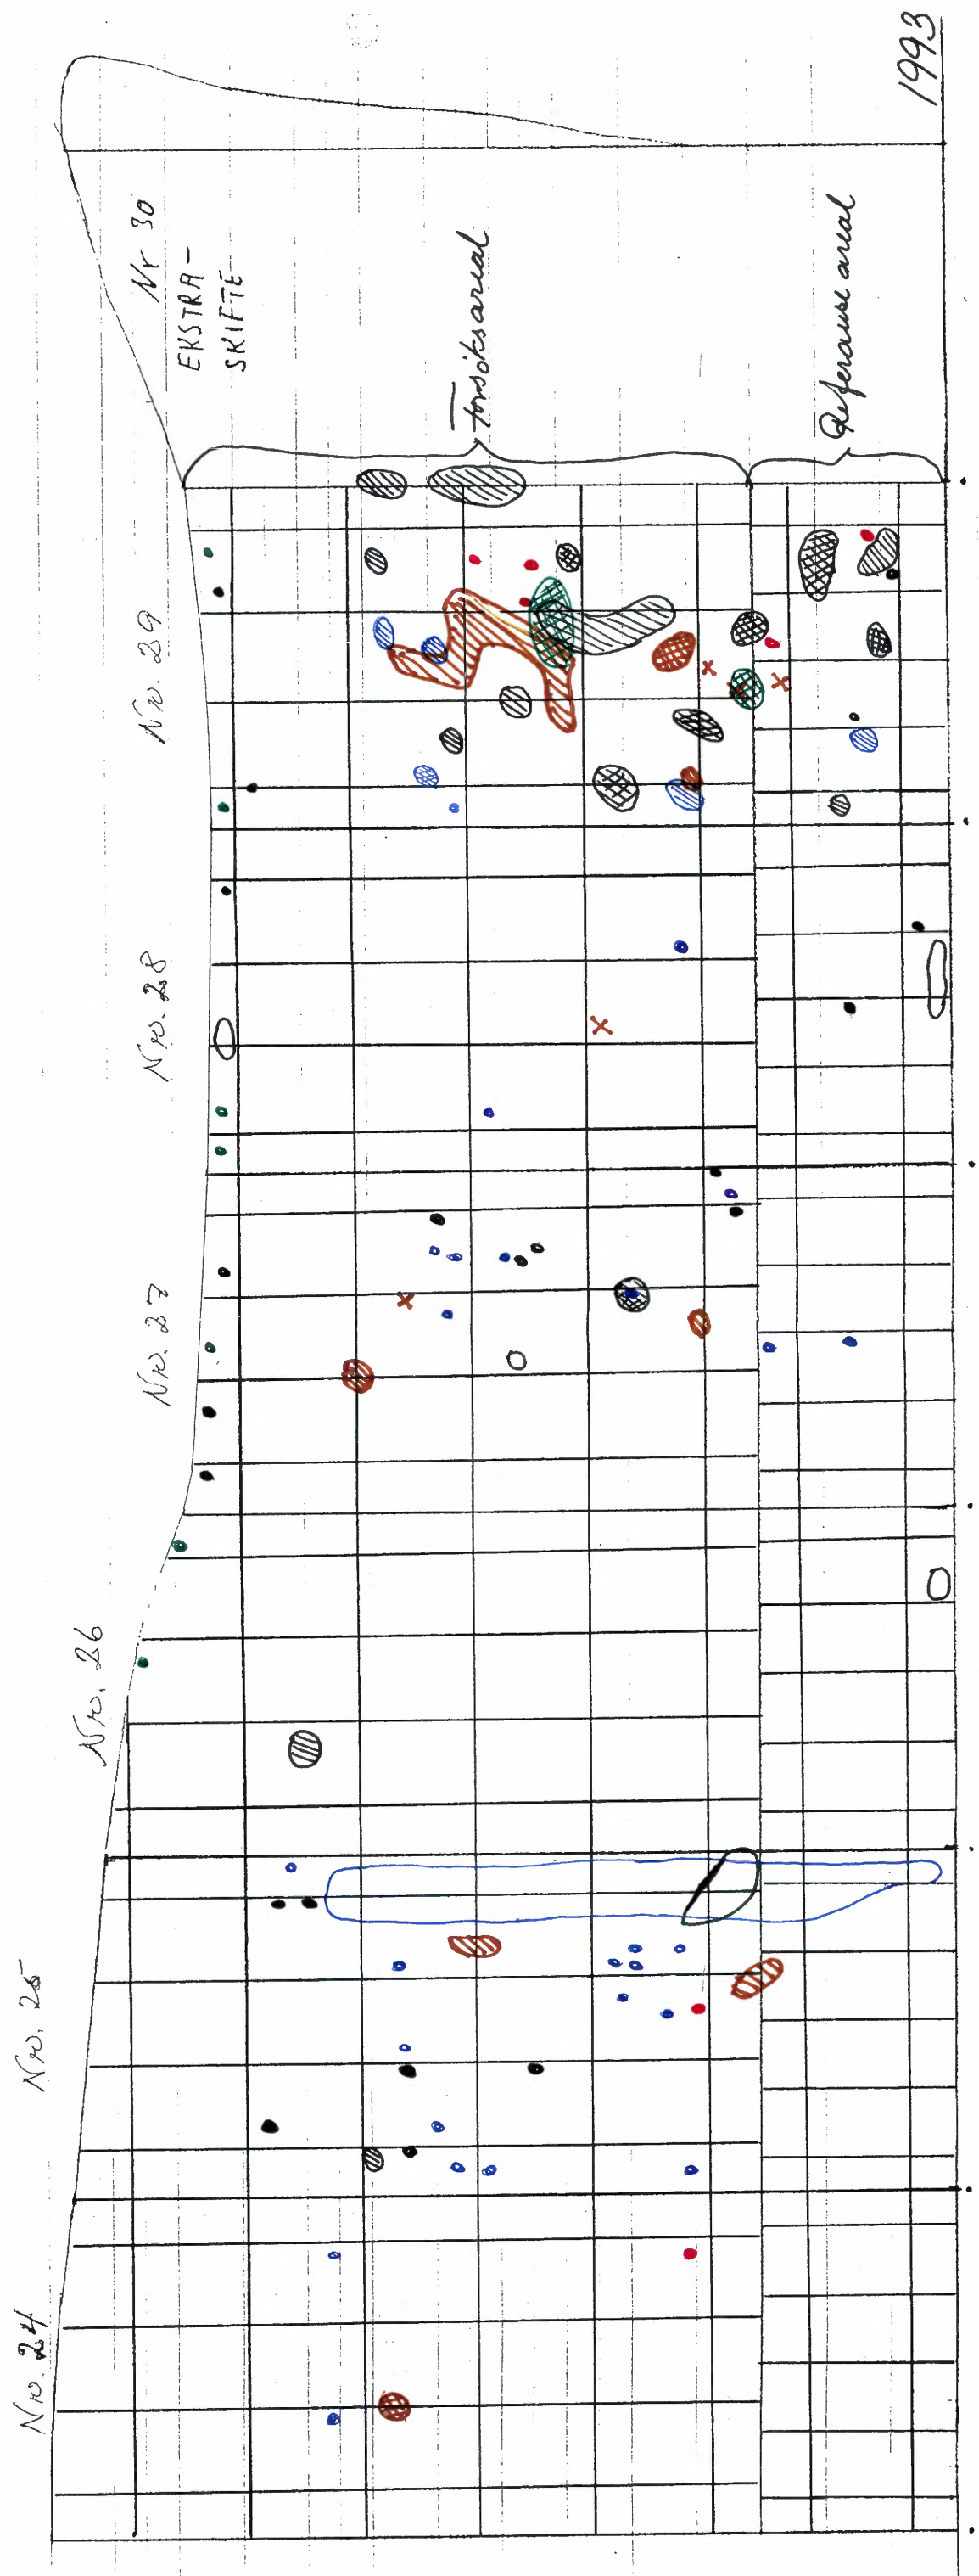 1993
Nr 30
EKSTRA-
SKIFTE
Forsöksareal
Referanse areal
Nr. 29
Nr. 28
Nr. 27
Nr. 26
Nr. 25
Nr. 24